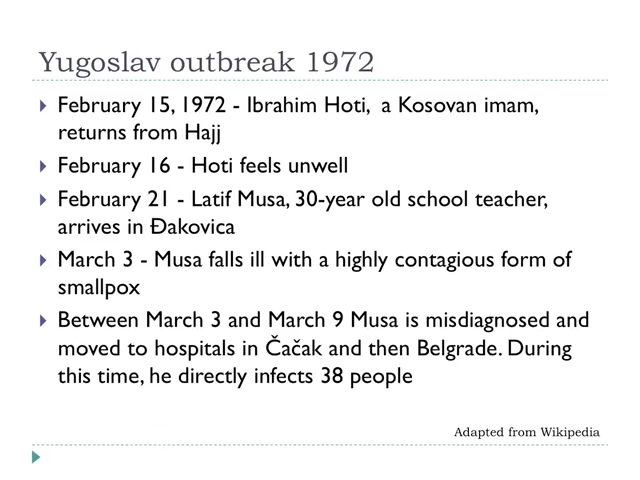 Yugoslav outbreak 1972
February 15, 1972 - Ibrahim Hoti,  a Kosovan imam,
returns from Hajj
February 16 - Hoti feels unwell
February 21 - Latif Musa, 30-year old school teacher,
arrives in Đakovica
March 3 - Musa falls ill with a highly contagious form of
smallpox
Between March 3 and March 9 Musa is misdiagnosed and
moved to hospitals in Čačak and then Belgrade. During
this time, he directly infects 38 people
Adapted from Wikipedia